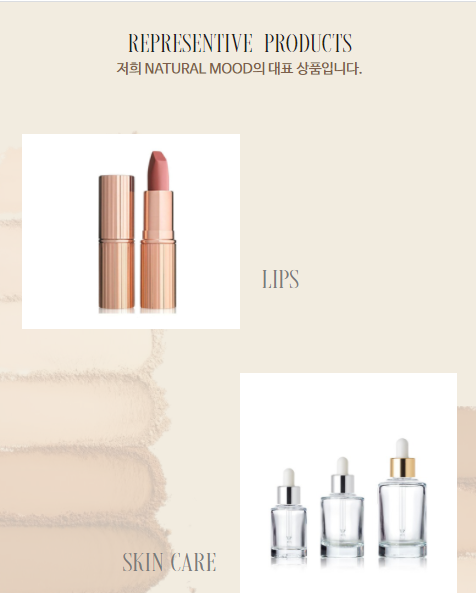 REPRESENTIVE PRODUCTS
저희 NATURAL MOOD의 대표 상품입니다.
LIPS
SKIN CARE